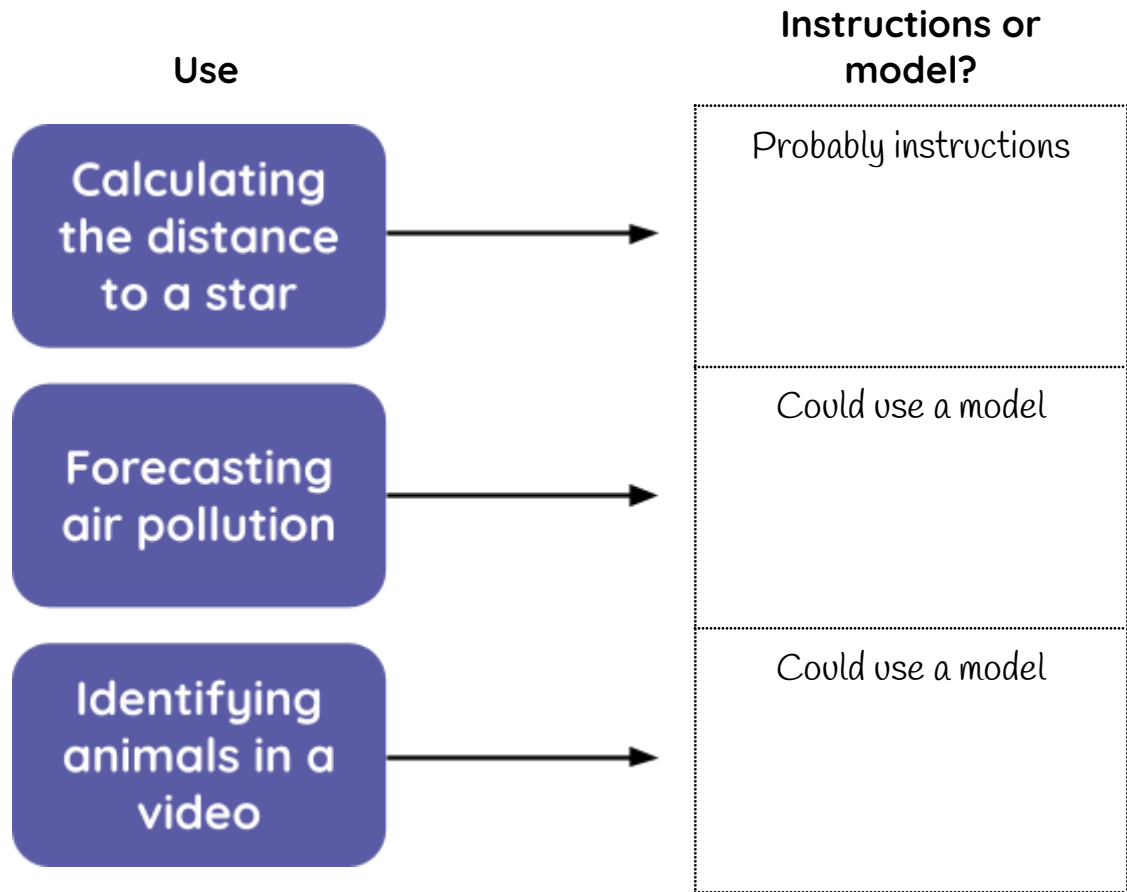 Use
Instructions or
model?
Calculating
the distance
to a star
Probably instructions
Forecasting
air pollution
Could use a model
Identifying
animals in a
video
Could use a model